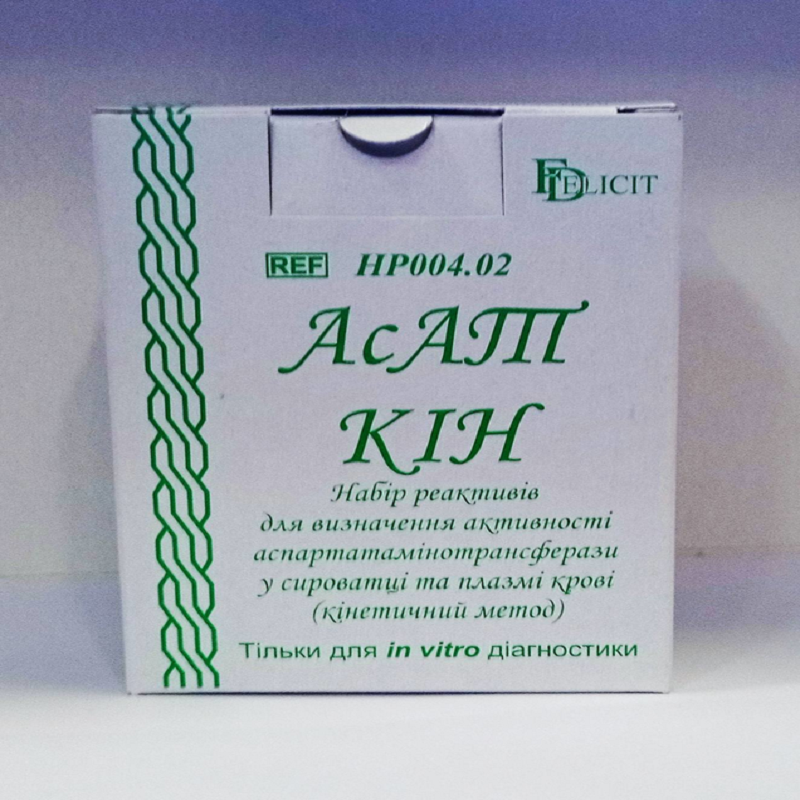 FELICIT
REF HP004.02
АсАТ
КІН
Набір реактивів
для визначення активності
аспартатамінотрансферази
у сироватці та плазмі крові
(кінетичний метод)
Тільки для in vitro діагностики